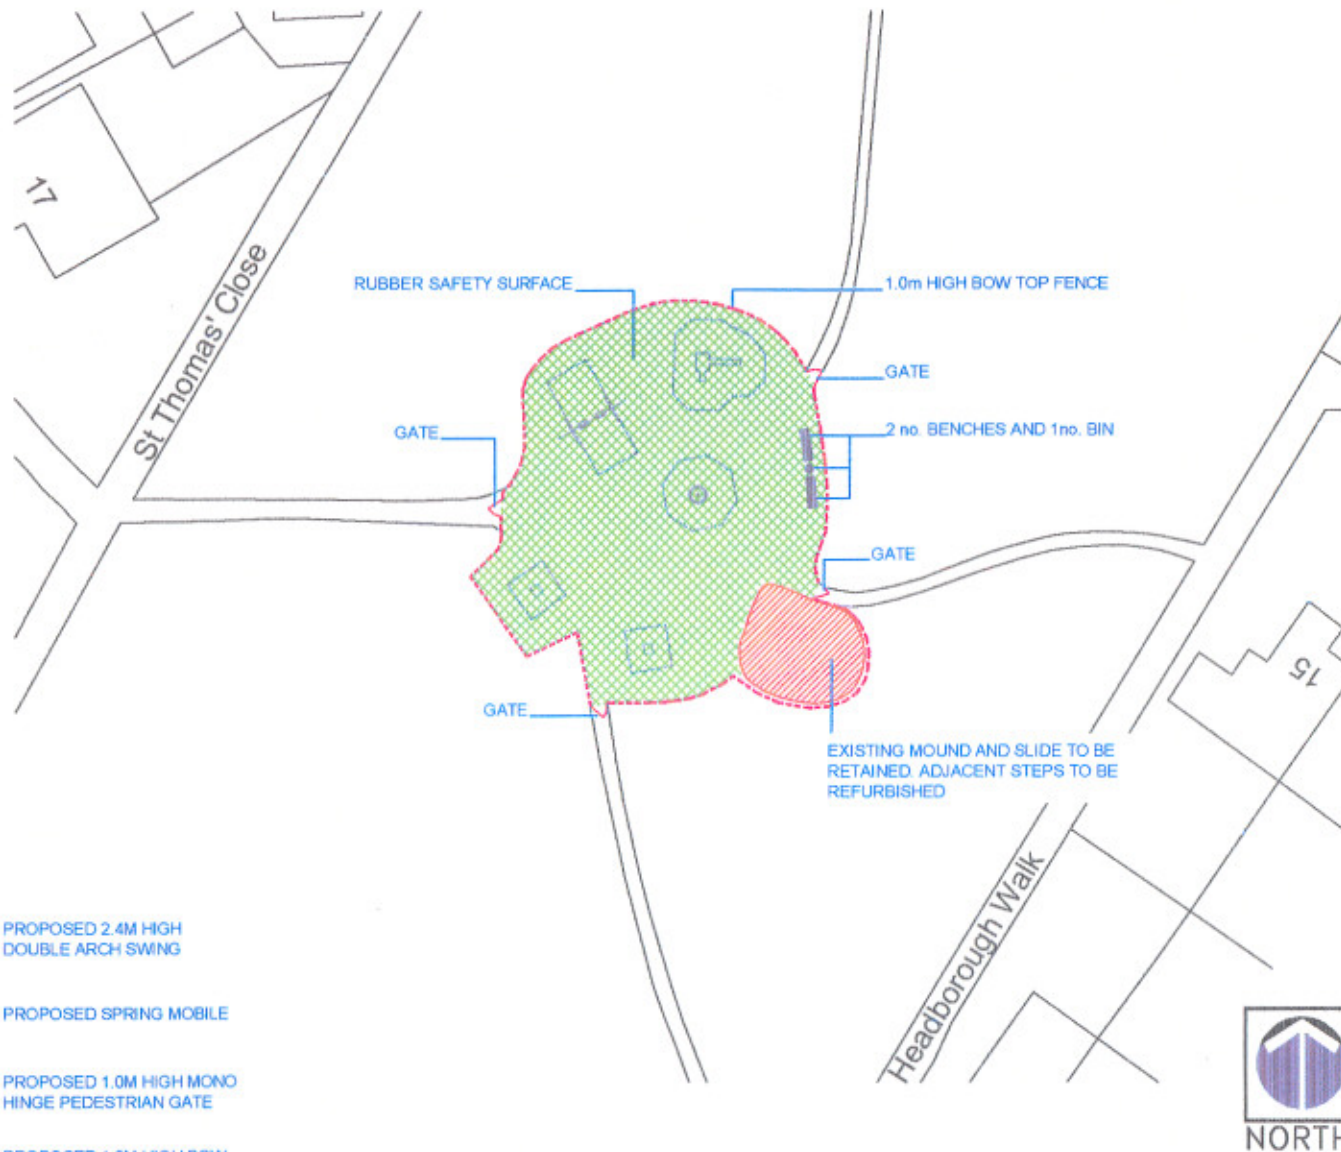 17
St Thomas' Close
RUBBER SAFETY SURFACE
1.0m HIGH BOW TOP FENCE
GATE
GATE
2 no. BENCHES AND 1no. BIN
GATE
15
GATE
EXISTING MOUND AND SLIDE TO BE
RETAINED. ADJACENT STEPS TO BE
REFURBISHED
Headborough Walk
PROPOSED 2.4M HIGH
DOUBLE ARCH SWING
PROPOSED SPRING MOBILE
PROPOSED 1.0M HIGH MONO
HINGE PEDESTRIAN GATE
NORTH